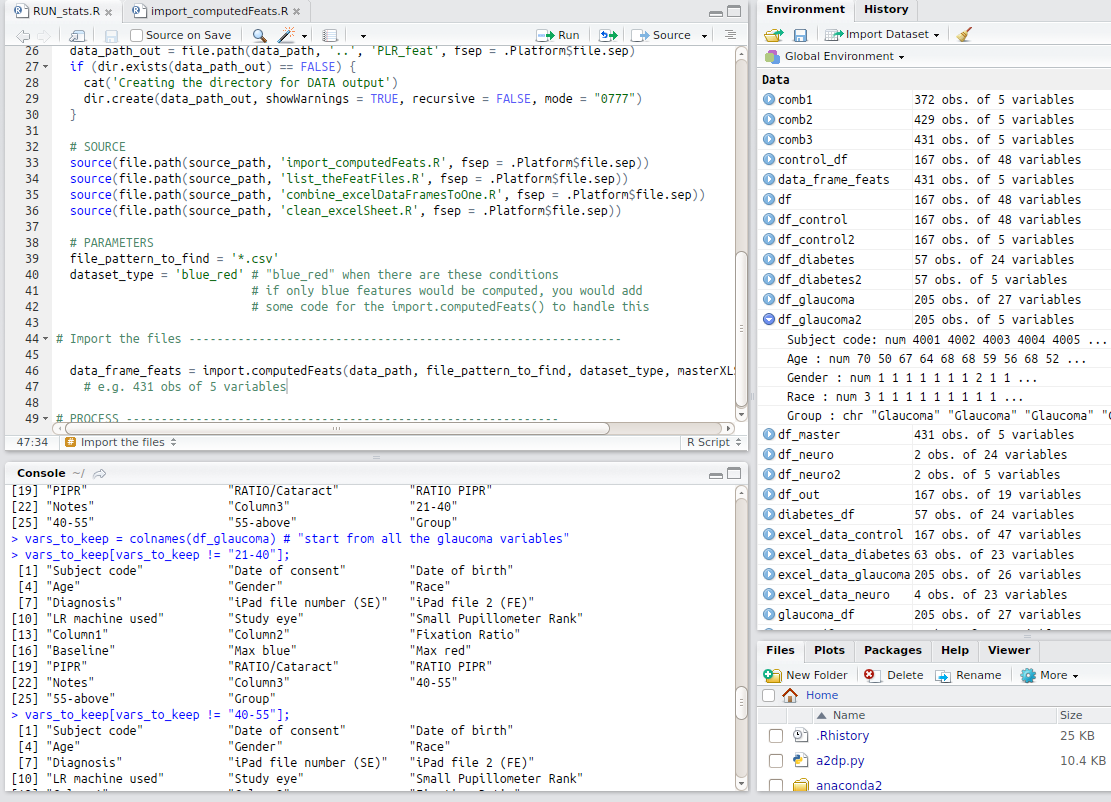 RUN_stats.R × import_computedFeats.R ×
Source on Save Run Source
26 data_path_out = file.path(data_path, '..', 'PLR_feat', fsep = .Platform$file.sep)
27 if (dir.exists(data_path_out) == FALSE) {
28 cat('Creating the directory for DATA output')
29 dir.create(data_path_out, showWarnings = TRUE, recursive = FALSE, mode = "0777")
30 }
31
32 # SOURCE
33 source(file.path(source_path, 'import_computedFeats.R', fsep = .Platform$file.sep))
34 source(file.path(source_path, 'list_theFeatFiles.R', fsep = .Platform$file.sep))
35 source(file.path(source_path, 'combine_excelDataFramesToOne.R', fsep = .Platform$file.sep))
36 source(file.path(source_path, 'clean_excelSheet.R', fsep = .Platform$file.sep))
37
38 # PARAMETERS
39 file_pattern_to_find = '*.csv'
40 dataset_type = 'blue_red' # "blue_red" when there are these conditions
41 # if only blue features would be computed, you would add
42 # some code for the import.computedFeats() to handle this
43
44 # Import the files ------------------------------------------------------------
45
46 data_frame_feats = import.computedFeats(data_path, file_pattern_to_find, dataset_type, masterXLS
47 # e.g. 431 obs of 5 variables
48
49 # PROCESS ------------------------------------------------------------
47:34 # Import the files R Script
Console ~/
[19] "PIPR" "RATIO/Cataract" "RATIO PIPR"
[22] "Notes" "Column3" "21-40"
[25] "40-55" "55-above" "Group"
> vars_to_keep = colnames(df_glaucoma) # "start from all the glaucoma variables"
> vars_to_keep[vars_to_keep != "21-40"];
[1] "Subject code" "Date of consent" "Date of birth"
[4] "Age" "Gender" "Race"
[7] "Diagnosis" "iPad file number (SE)" "iPad file 2 (FE)"
[10] "LR machine used" "Study eye" "Small Pupillometer Rank"
[13] "Column1" "Column2" "Fixation Ratio"
[16] "Baseline" "Max blue" "Max red"
[19] "PIPR" "RATIO/Cataract" "RATIO PIPR"
[22] "Notes" "Column3" "40-55"
[25] "55-above" "Group"
> vars_to_keep[vars_to_keep != "40-55"];
[1] "Subject code" "Date of consent" "Date of birth"
[4] "Age" "Gender" "Race"
[7] "Diagnosis" "iPad file number (SE)" "iPad file 2 (FE)"
[10] "LR machine used" "Study eye" "Small Pupillometer Rank"
Environment History
Import Dataset
Global Environment
Data
comb1 372 obs. of 5 variables
comb2 429 obs. of 5 variables
comb3 431 obs. of 5 variables
control_df 167 obs. of 48 variables
data_frame_feats 431 obs. of 5 variables
df 167 obs. of 48 variables
df_control 167 obs. of 48 variables
df_control2 167 obs. of 5 variables
df_diabetes 57 obs. of 24 variables
df_diabetes2 57 obs. of 5 variables
df_glaucoma 205 obs. of 27 variables
df_glaucoma2 205 obs. of 5 variables
Subject code: num 4001 4002 4003 4004 4005 ...
Age : num 70 50 67 64 68 68 59 56 68 52 ...
Gender : num 1 1 1 1 1 1 1 2 1 1 ...
Race : num 3 1 1 1 1 1 1 1 1 1 ...
Group : chr "Glaucoma" "Glaucoma" "Glaucoma" "G
df_master 431 obs. of 5 variables
df_neuro 2 obs. of 24 variables
df_neuro2 2 obs. of 5 variables
df_out 167 obs. of 19 variables
diabetes_df 57 obs. of 24 variables
excel_data_control 167 obs. of 47 variables
excel_data_diabetes 63 obs. of 23 variables
excel_data_glaucoma 205 obs. of 26 variables
excel_data_neuro 4 obs. of 23 variables
glaucoma_df 205 obs. of 27 variables
Files Plots Packages Help Viewer
New Folder Delete Rename More
Home
Name Size
.Rhistory 25 KB
a2dp.py 10.4 KB
anaconda2